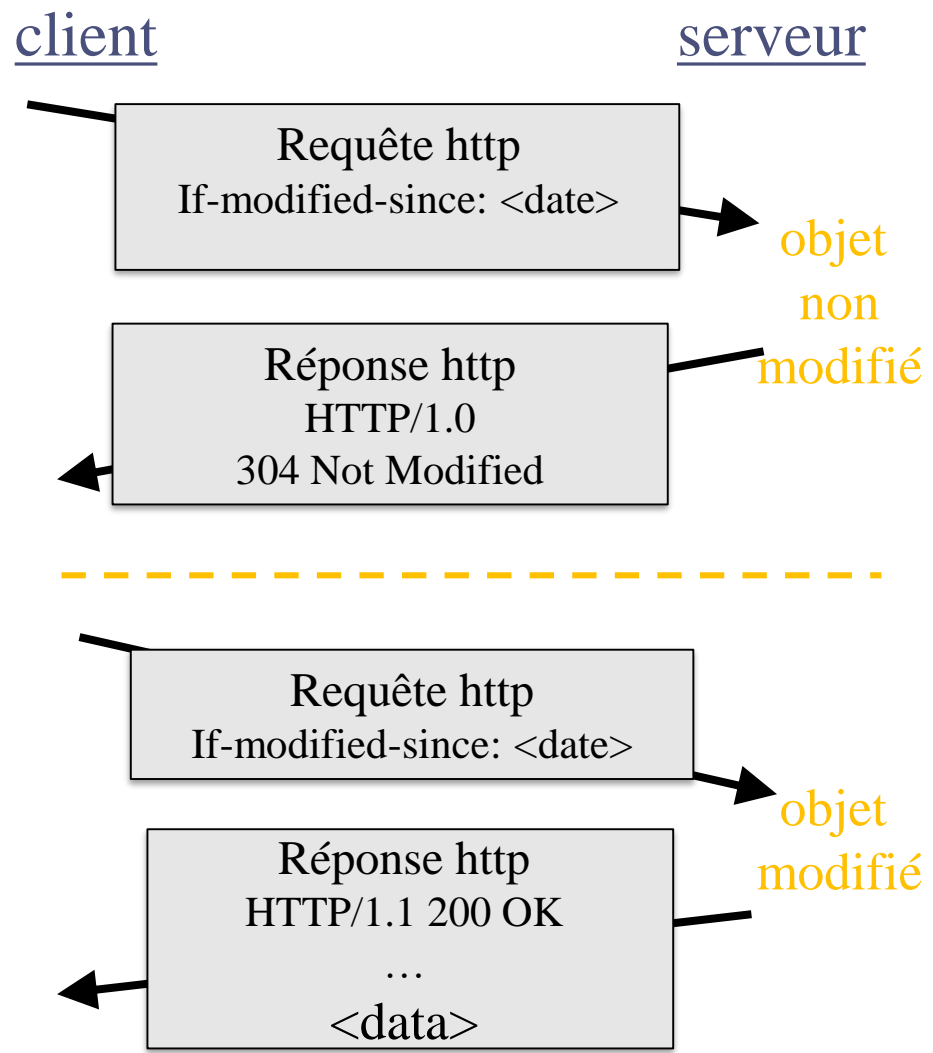 client
serveur
Requête http
If-modified-since: <date>
objet
non
modifié
Réponse http
HTTP/1.0
304 Not Modified
Requête http
If-modified-since: <date>
objet
modifié
Réponse http
HTTP/1.1 200 OK
…
<data>